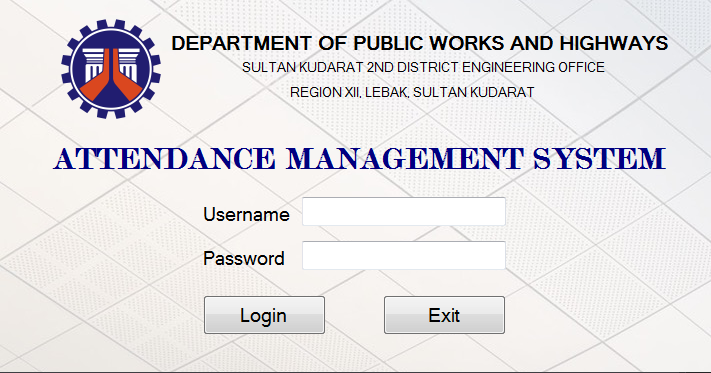 DEPARTMENT OF PUBLIC WORKS AND HIGHWAYS
SULTAN KUDARAT 2ND DISTRICT ENGINEERING OFFICE
REGION XII, LEBAK, SULTAN KUDARAT
ATTENDANCE MANAGEMENT SYSTEM
Username
Password
Login Exit